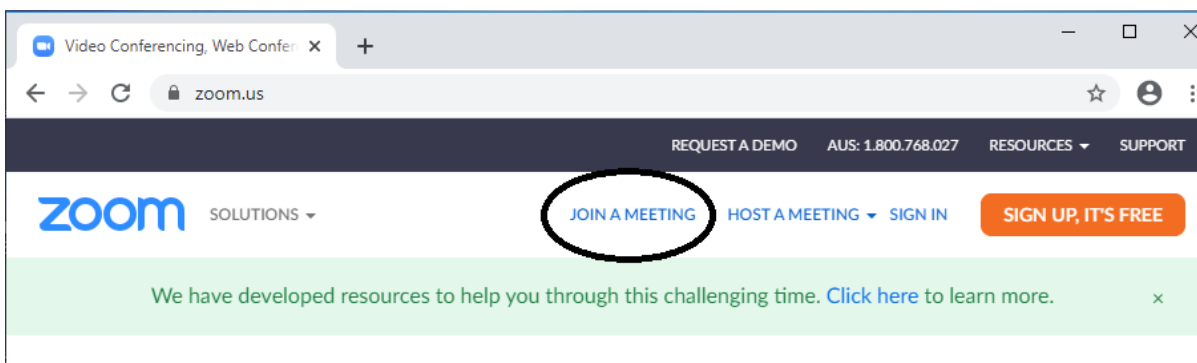 Video Conferencing, Web Confer
zoom.us
REQUEST A DEMO AUS: 1.800.768.027 RESOURCES SUPPORT
zoom SOLUTIONS JOIN A MEETING HOST A MEETING SIGN IN SIGN UP, IT'S FREE
We have developed resources to help you through this challenging time. Click here to learn more.